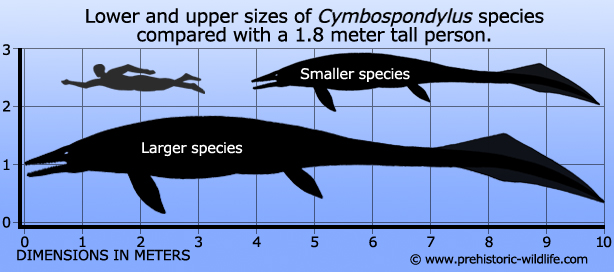 Lower and upper sizes of Cymbospondylus species
compared with a 1.8 meter tall person.
3
Smaller species
2
Larger species
1
0
0 1 2 3 4 5 6 7 8 9 10
DIMENSIONS IN METERS
© www.prehistoric-wildlife.com